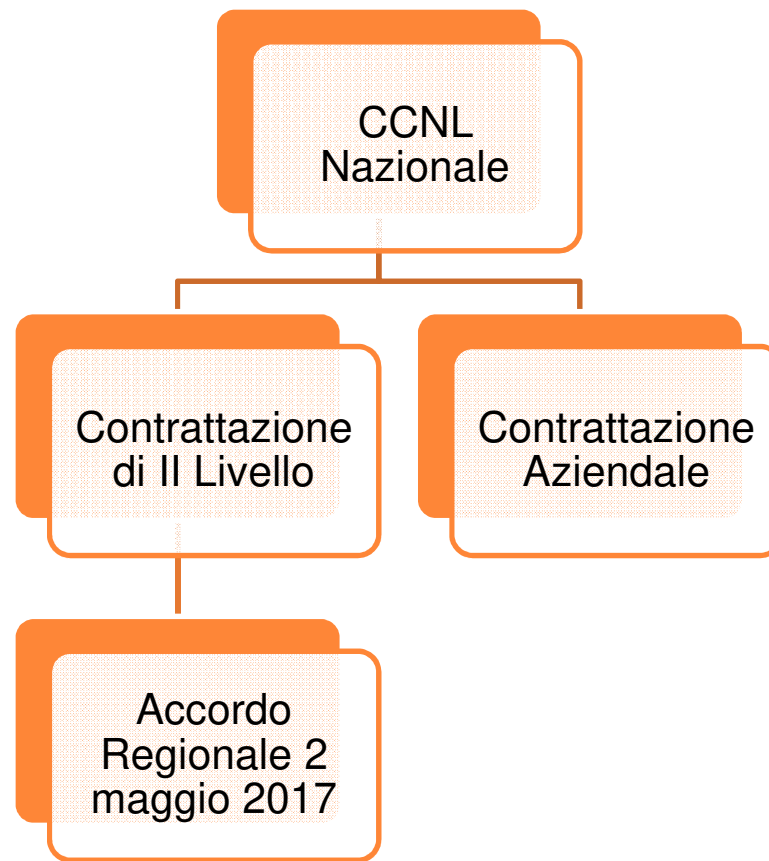 CCNL
Nazionale
Contrattazione
di II Livello
Contrattazione
Aziendale
Accordo
Regionale 2
maggio 2017